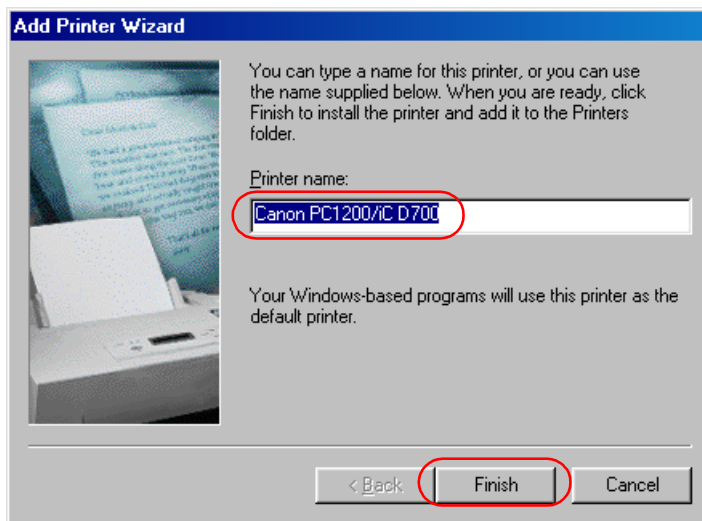 Add Printer Wizard
You can type a name for this printer, or you can use
the name supplied below. When you are ready, click
Finish to install the printer and add it to the Printers
folder.
Printer name:
Canon PC1200/iC D700
Your Windows-based programs will use this printer as the
default printer.
< Back
Finish
Cancel